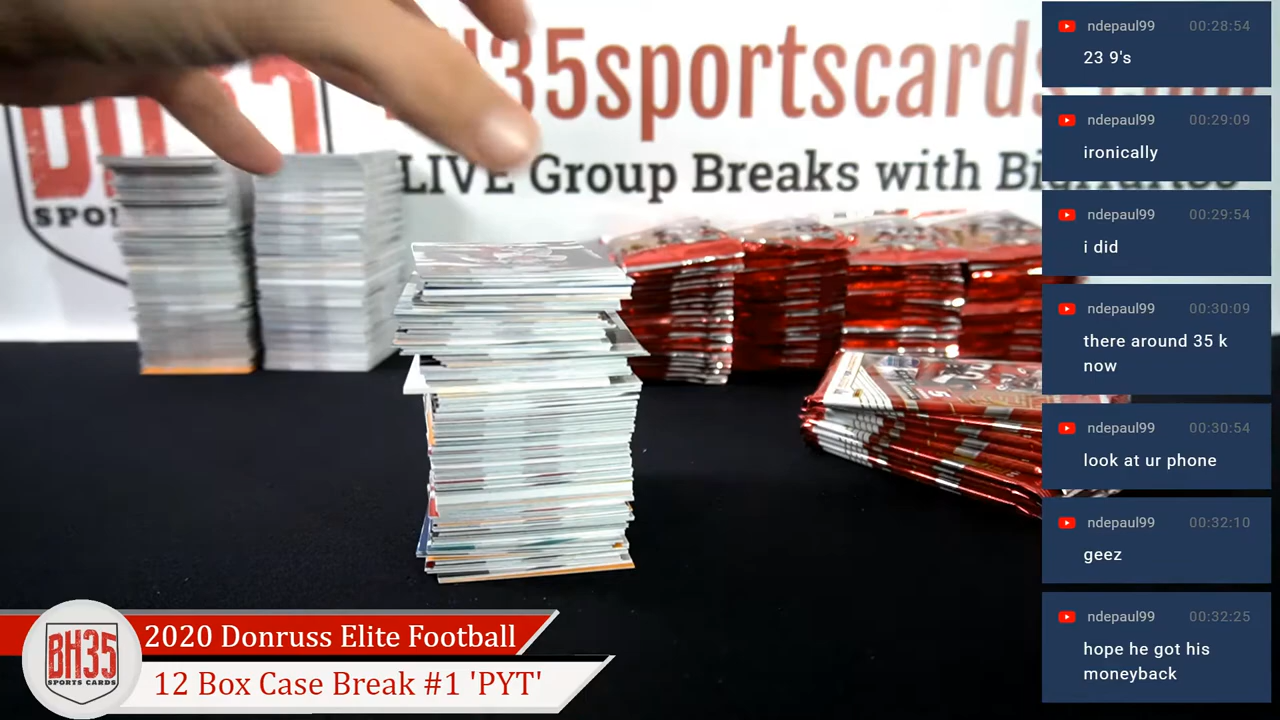 35sportscards
LIVE Group Breaks with
SPO
ndepaul99 00:28:54
23 9's
ndepaul99 00:29:09
ironically
ndepaul99 00:29:54
i did
ndepaul99 00:30:09
there around 35 k
now
ndepaul99 00:30:54
look at ur phone
ndepaul99 00:32:10
geez
ndepaul99 00:32:25
hope he got his
moneyback
BH35
SPORTS CARDS
2020 Donruss Elite Football
12 Box Case Break #1 'PYT'